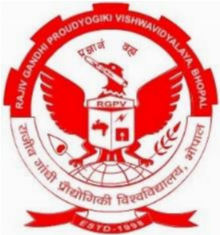 RAJIV GANDHI PROUDYOGIKI VISHWAVIDYALAYA, BHOPAL
प्रज्ञानं ब्रह्म
RGPV
राजीव गांधी प्रौद्योगिकी विश्वविद्यालय, भोपाल
ESTD-1998